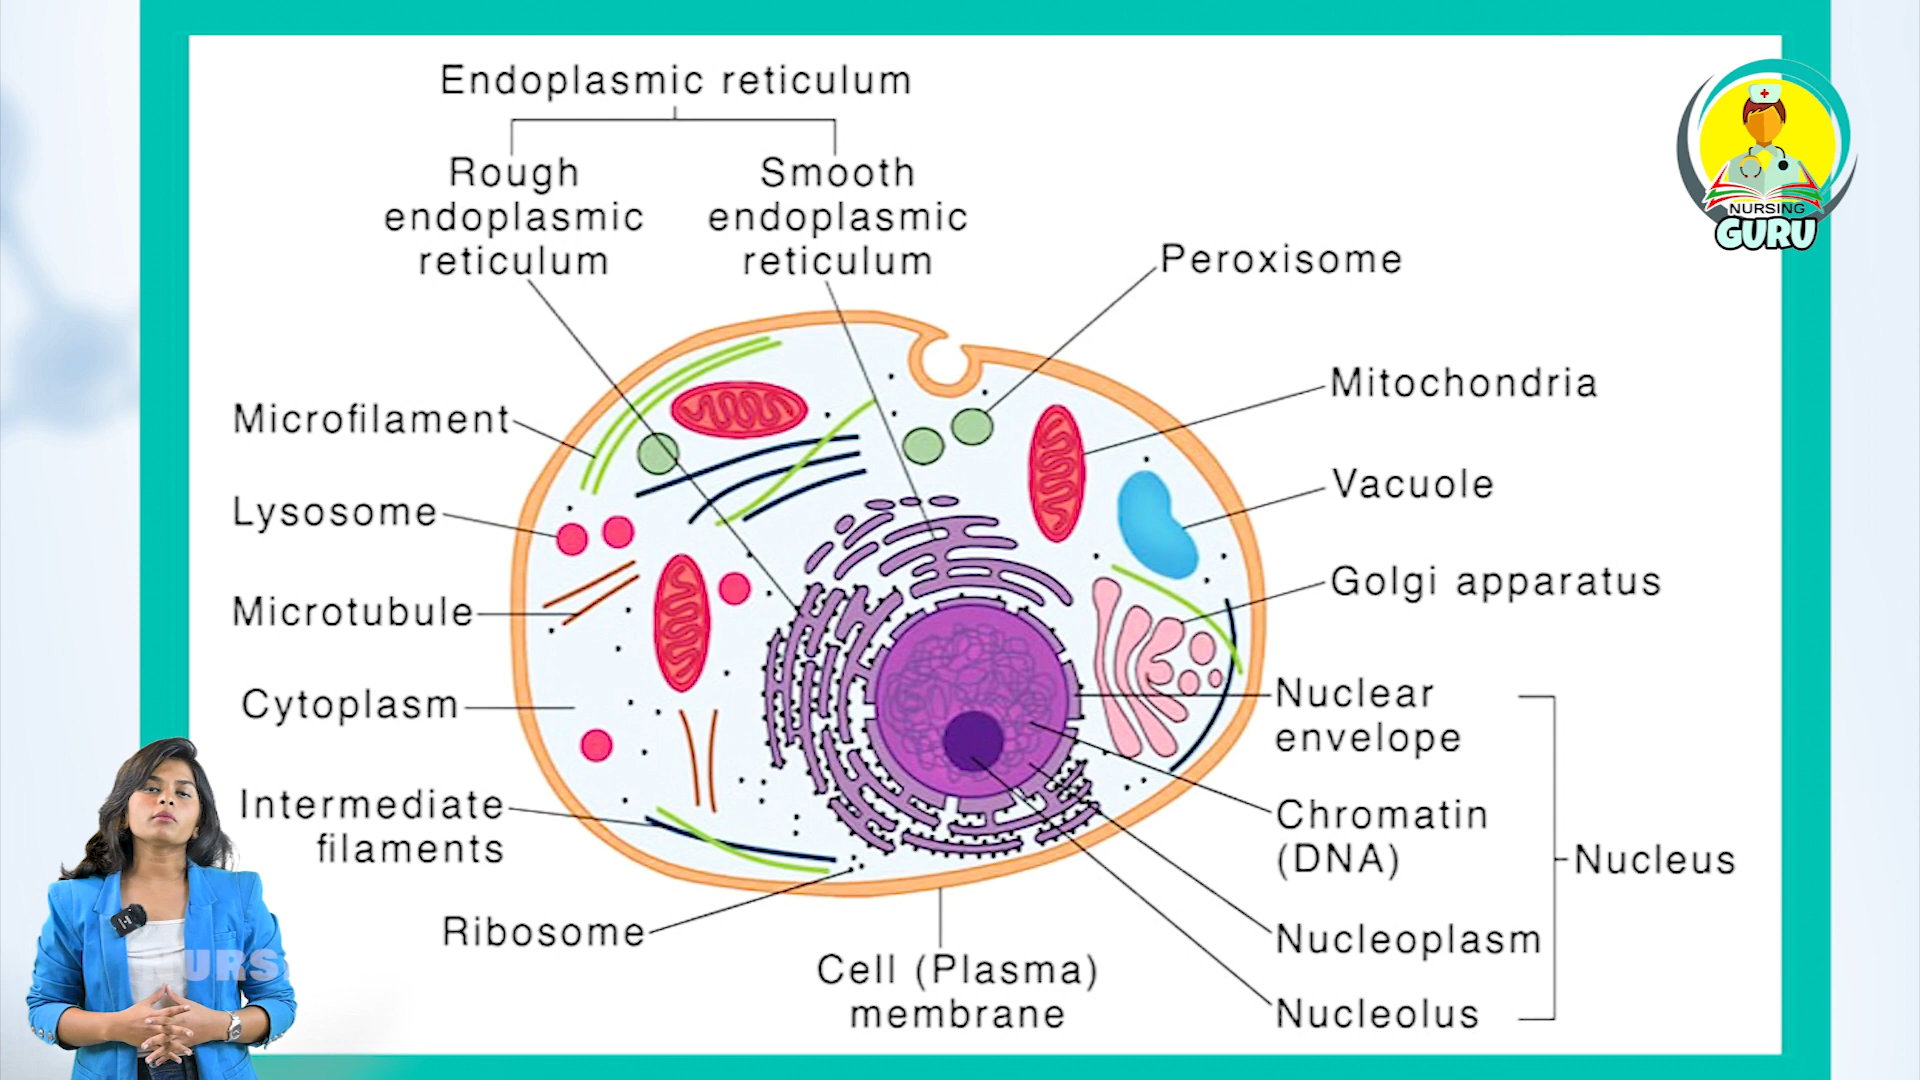 Endoplasmic reticulum
Rough
endoplasmic
reticulum
Smooth
endoplasmic
reticulum
Peroxisome
Mitochondria
Vacuole
Golgi apparatus
Nuclear
envelope
Chromatin
(DNA)
Nucleus
Nucleoplasm
Nucleolus
Microfilament
Lysosome
Microtubule
Cytoplasm
Intermediate
filaments
Ribosome
Cell (Plasma)
membrane
NURSING
GURU